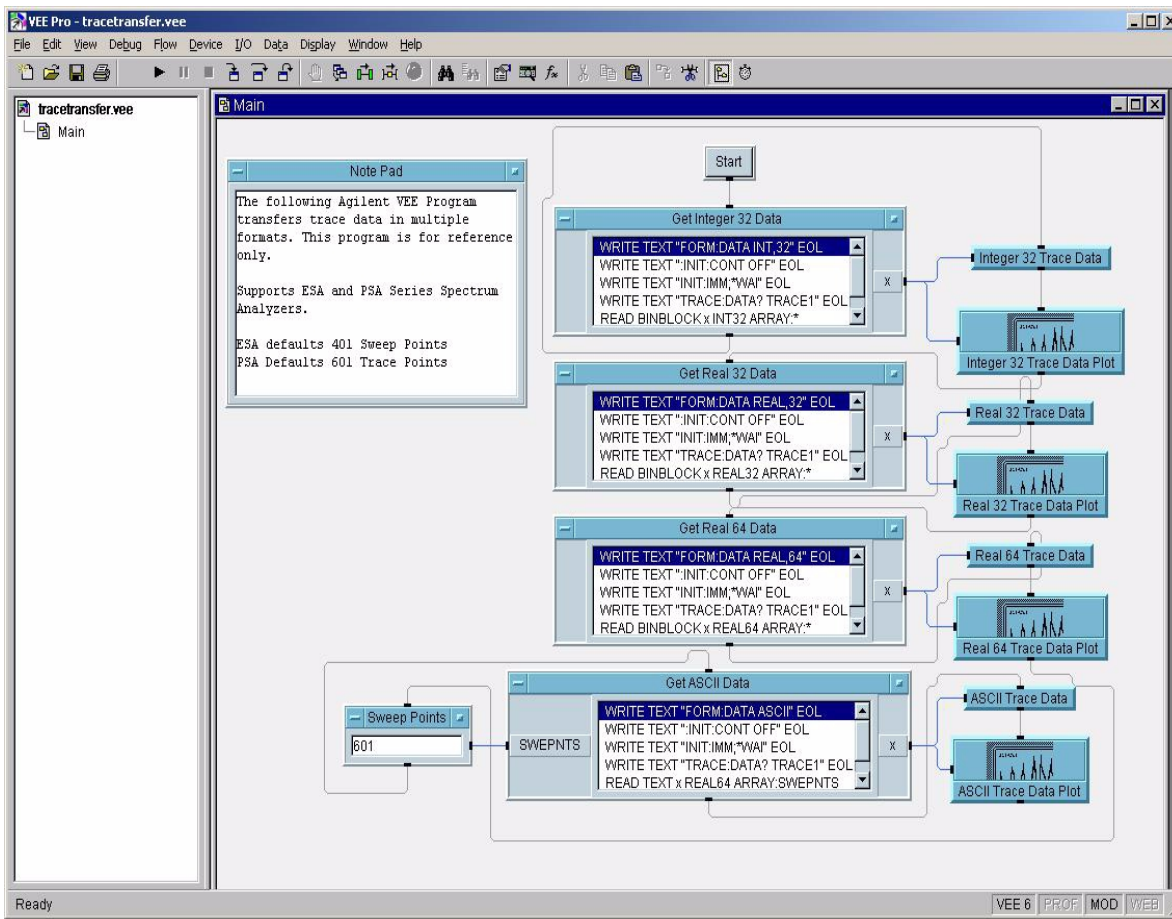 VEE Pro - tracetransfer.vee
File Edit View Debug Flow Device I/O Data Display Window Help
tracetransfer.vee
Main
Main
Note Pad
The following Agilent VEE Program
transfers trace data in multiple
formats. This program is for reference
only.
Supports ESA and PSA Series Spectrum
Analyzers.
ESA defaults 401 Sweep Points
PSA Defaults 601 Trace Points
Start
Get Integer 32 Data
WRITE TEXT "FORM:DATA INT,32" EOL
WRITE TEXT ":INIT:CONT OFF" EOL
WRITE TEXT "INIT:IMM;*WAI" EOL
WRITE TEXT "TRACE:DATA? TRACE1" EOL
READ BINBLOCK x INT32 ARRAY:*
X
Integer 32 Trace Data
Integer 32 Trace Data Plot
Get Real 32 Data
WRITE TEXT "FORM:DATA REAL,32" EOL
WRITE TEXT ":INIT:CONT OFF" EOL
WRITE TEXT "INIT:IMM;*WAI" EOL
WRITE TEXT "TRACE:DATA? TRACE1" EOL
READ BINBLOCK x REAL32 ARRAY:*
X
Real 32 Trace Data
Real 32 Trace Data Plot
Get Real 64 Data
WRITE TEXT "FORM:DATA REAL,64" EOL
WRITE TEXT ":INIT:CONT OFF" EOL
WRITE TEXT "INIT:IMM;*WAI" EOL
WRITE TEXT "TRACE:DATA? TRACE1" EOL
READ BINBLOCK x REAL64 ARRAY:*
X
Real 64 Trace Data
Real 64 Trace Data Plot
Sweep Points
601
Get ASCII Data
SWEPNTS
WRITE TEXT "FORM:DATA ASCII" EOL
WRITE TEXT ":INIT:CONT OFF" EOL
WRITE TEXT "INIT:IMM;*WAI" EOL
WRITE TEXT "TRACE:DATA? TRACE1" EOL
READ TEXT x REAL64 ARRAY:SWEPNTS
X
ASCII Trace Data
ASCII Trace Data Plot
Ready
VEE 6 PROF MOD WEB